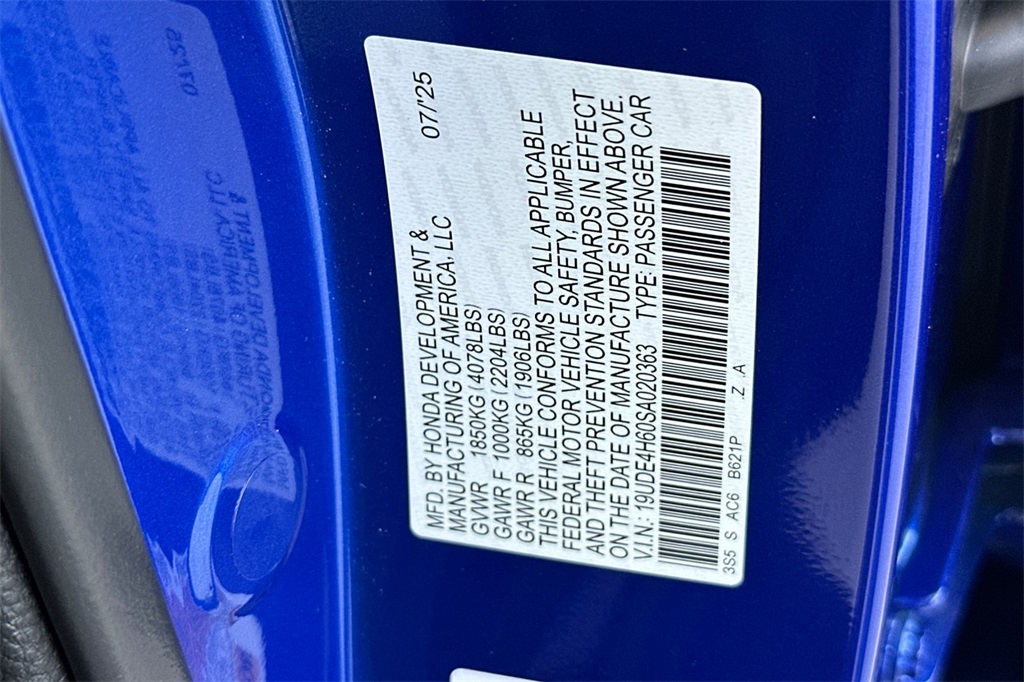 MFD. BY HONDA DEVELOPMENT & 07/'25
MANUFACTURING OF AMERICA, LLC
GVWR 1850KG (4078LBS)
GAWR F 1000KG (2204LBS)
GAWR R 865KG (1906LBS)
THIS VEHICLE CONFORMS TO ALL APPLICABLE
FEDERAL MOTOR VEHICLE SAFETY, BUMPER,
AND THEFT PREVENTION STANDARDS IN EFFECT
ON THE DATE OF MANUFACTURE SHOWN ABOVE.
V.I.N.: 19UDE4H60SA020363 TYPE: PASSENGER CAR
3S5 S AC6 B621P .Z .A